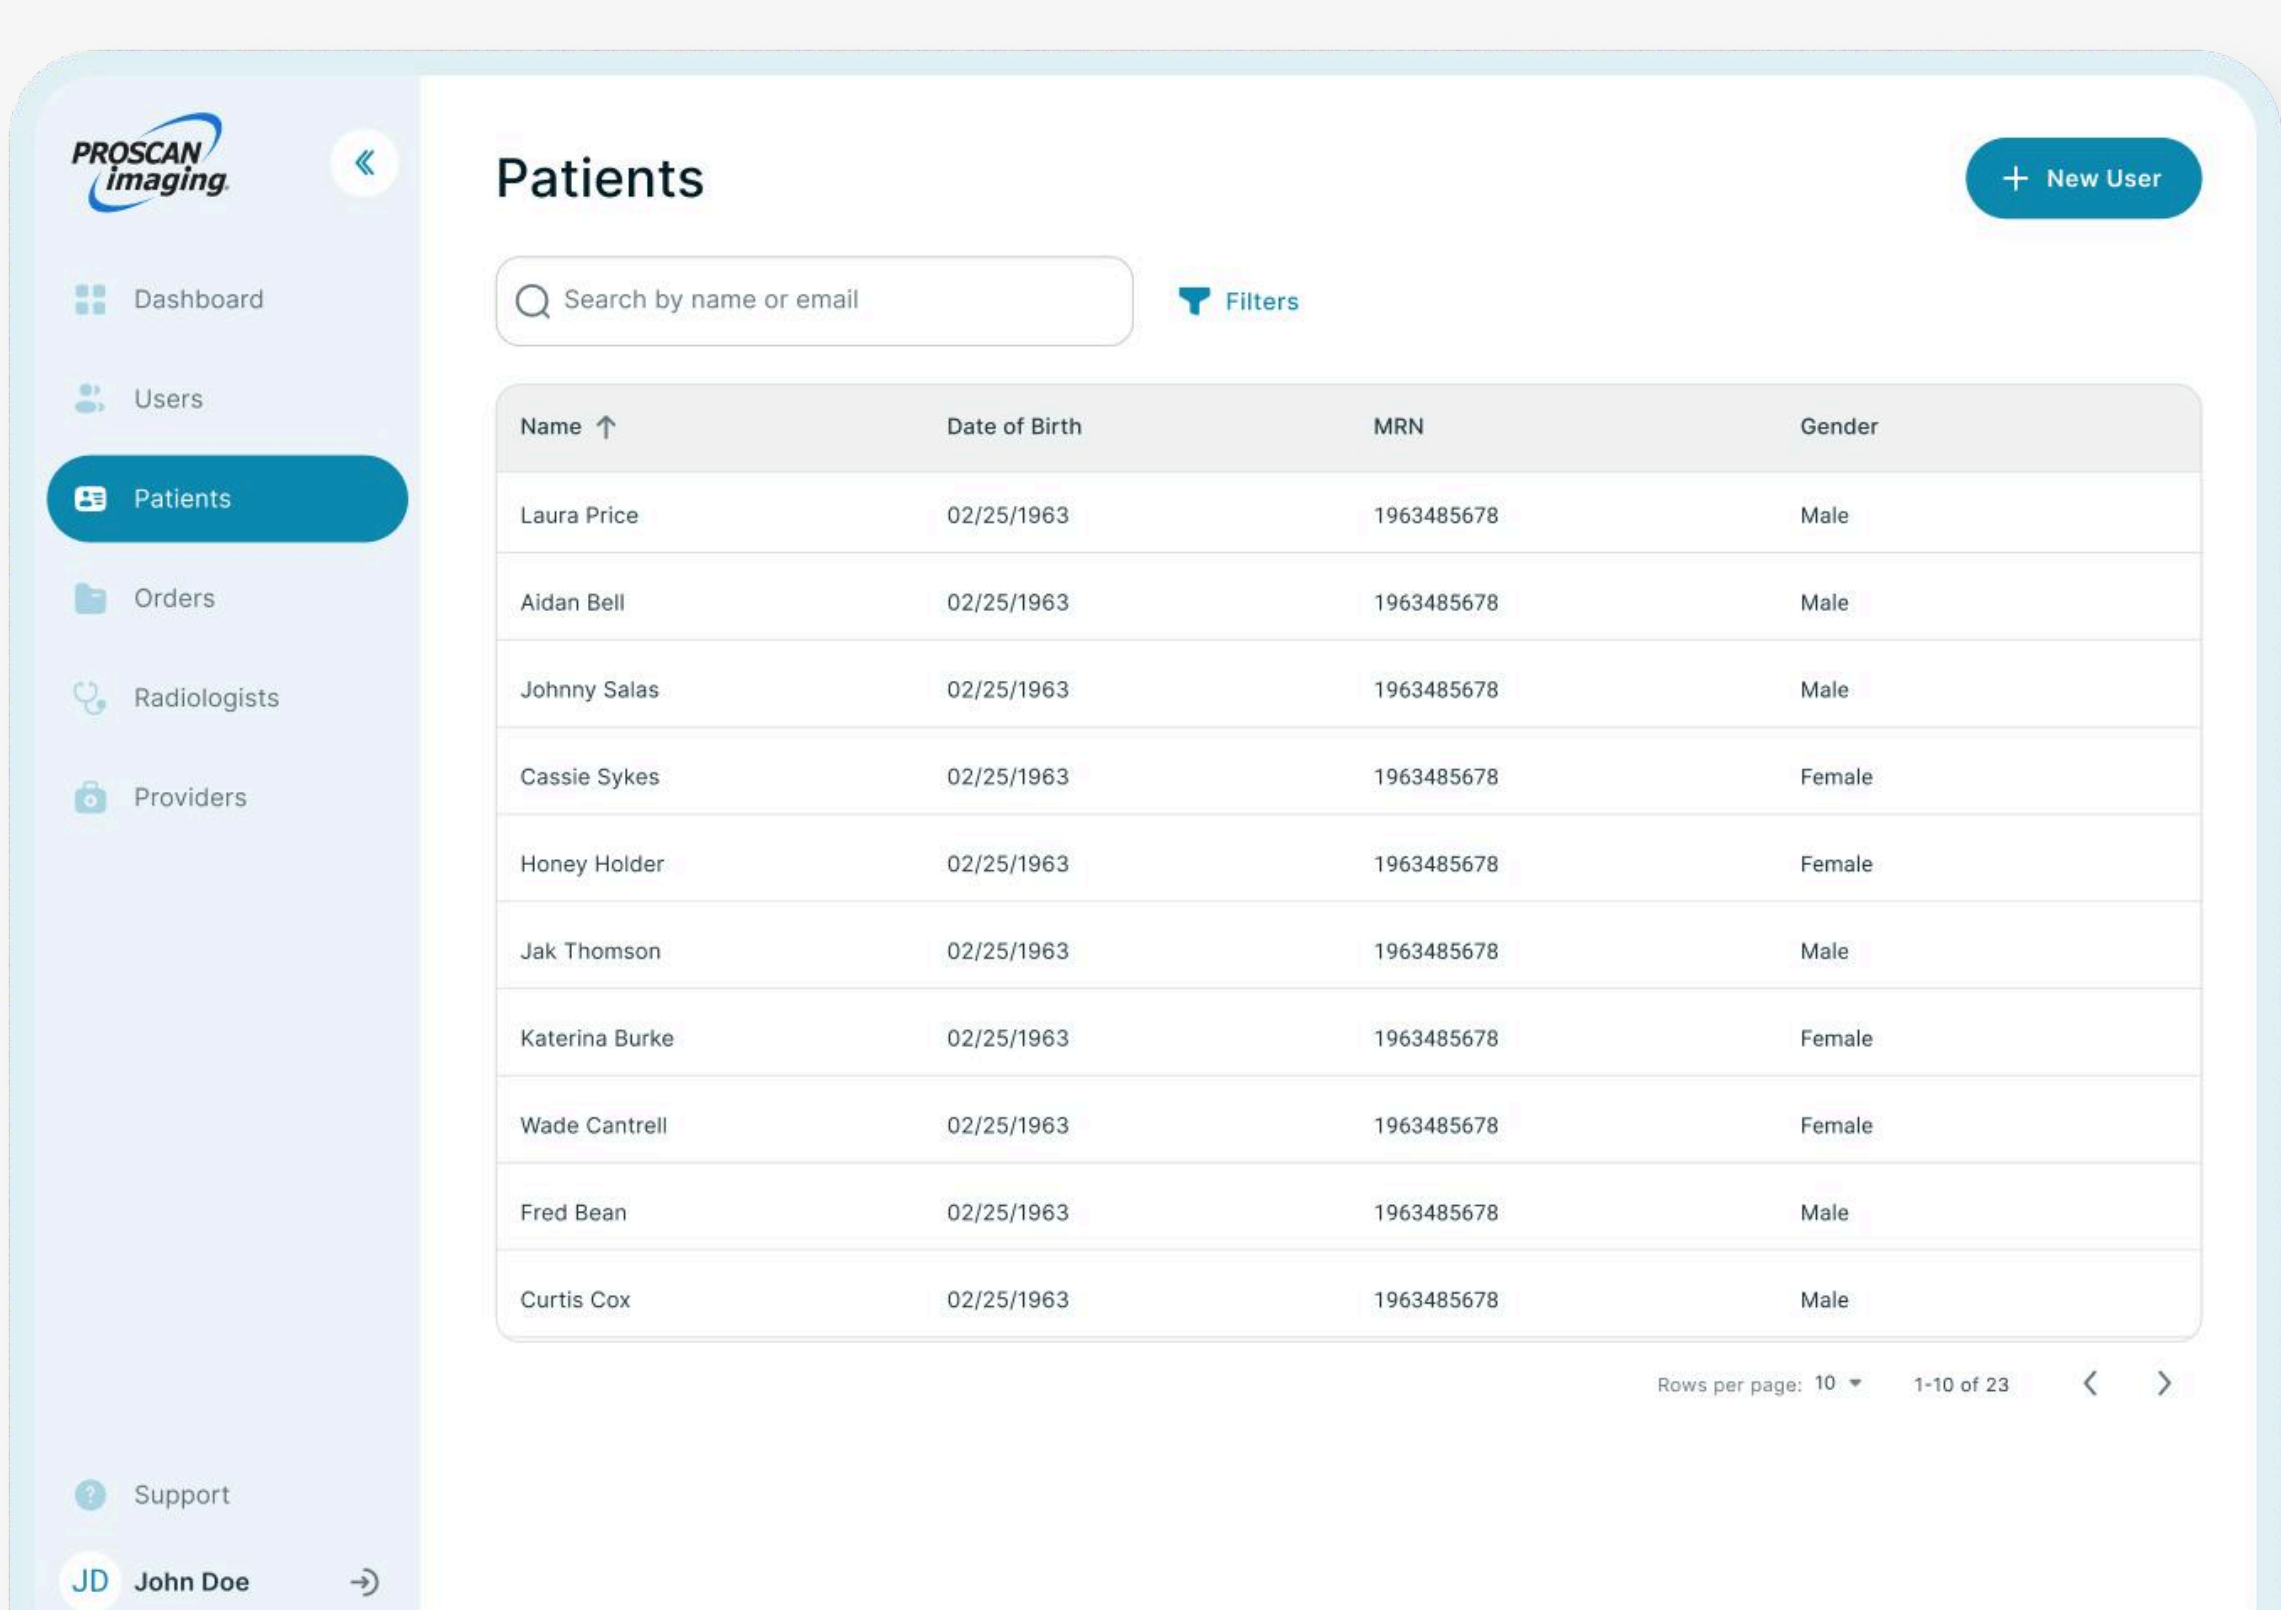 PROSCAN
imaging.
Dashboard
Users
Patients
Orders
Radiologists
Providers
Support
JD John Doe
Patients
+ New User
Search by name or email
Filters
Name Date of Birth MRN Gender
Laura Price 02/25/1963 1963485678 Male
Aidan Bell 02/25/1963 1963485678 Male
Johnny Salas 02/25/1963 1963485678 Male
Cassie Sykes 02/25/1963 1963485678 Female
Honey Holder 02/25/1963 1963485678 Female
Jak Thomson 02/25/1963 1963485678 Male
Katerina Burke 02/25/1963 1963485678 Female
Wade Cantrell 02/25/1963 1963485678 Female
Fred Bean 02/25/1963 1963485678 Male
Curtis Cox 02/25/1963 1963485678 Male
Rows per page: 10 1-10 of 23